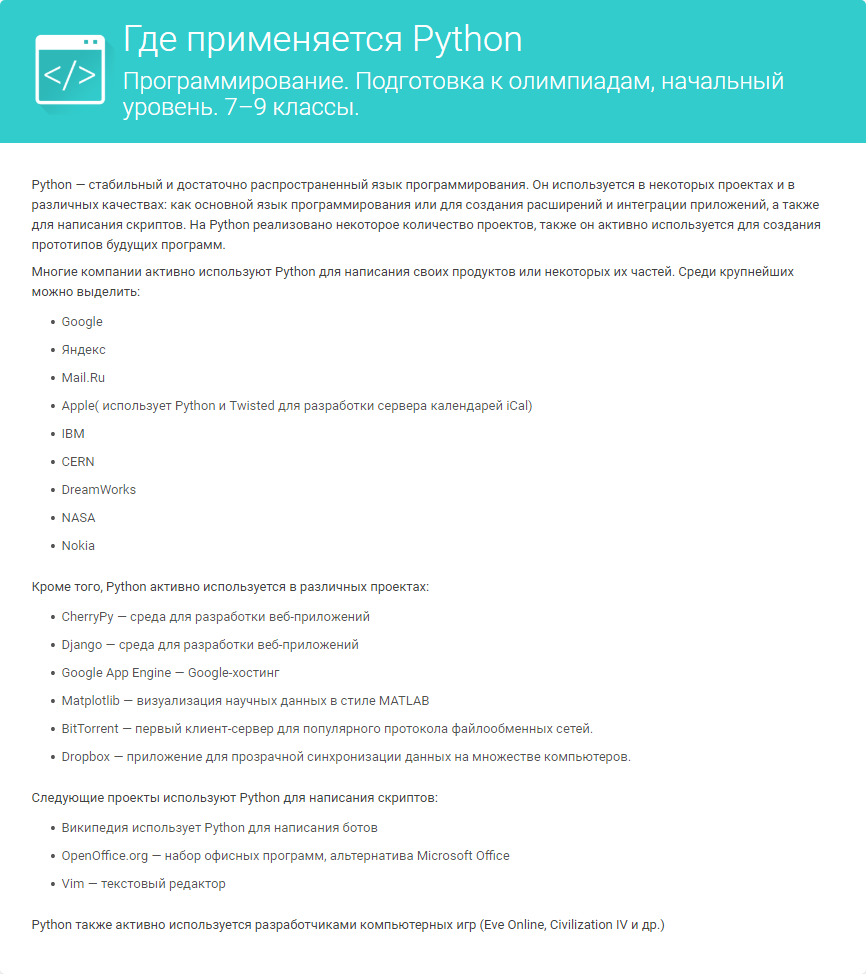 </>
Где применяется Python
Программирование. Подготовка к олимпиадам, начальный
уровень. 7–9 классы.
Python — стабильный и достаточно распространенный язык программирования. Он используется в некоторых проектах и в
различных качествах: как основной язык программирования или для создания расширений и интеграции приложений, а также
для написания скриптов. На Python реализовано некоторое количество проектов, также он активно используется для создания
прототипов будущих программ.
Многие компании активно используют Python для написания своих продуктов или некоторых их частей. Среди крупнейших
можно выделить:
• Google
• Яндекс
• Mail.Ru
• Apple( использует Python и Twisted для разработки сервера календарей iCal)
• IBM
• CERN
• DreamWorks
• NASA
• Nokia
Кроме того, Python активно используется в различных проектах:
• CherryPy — среда для разработки веб-приложений
• Django — среда для разработки веб-приложений
• Google App Engine — Google-хостинг
• Matplotlib — визуализация научных данных в стиле MATLAB
• BitTorrent — первый клиент-сервер для популярного протокола файлообменных сетей.
• Dropbox — приложение для прозрачной синхронизации данных на множестве компьютеров.
Следующие проекты используют Python для написания скриптов:
• Википедия использует Python для написания ботов
• OpenOffice.org — набор офисных программ, альтернатива Microsoft Office
• Vim — текстовый редактор
Python также активно используется разработчиками компьютерных игр (Eve Online, Civilization IV и др.)